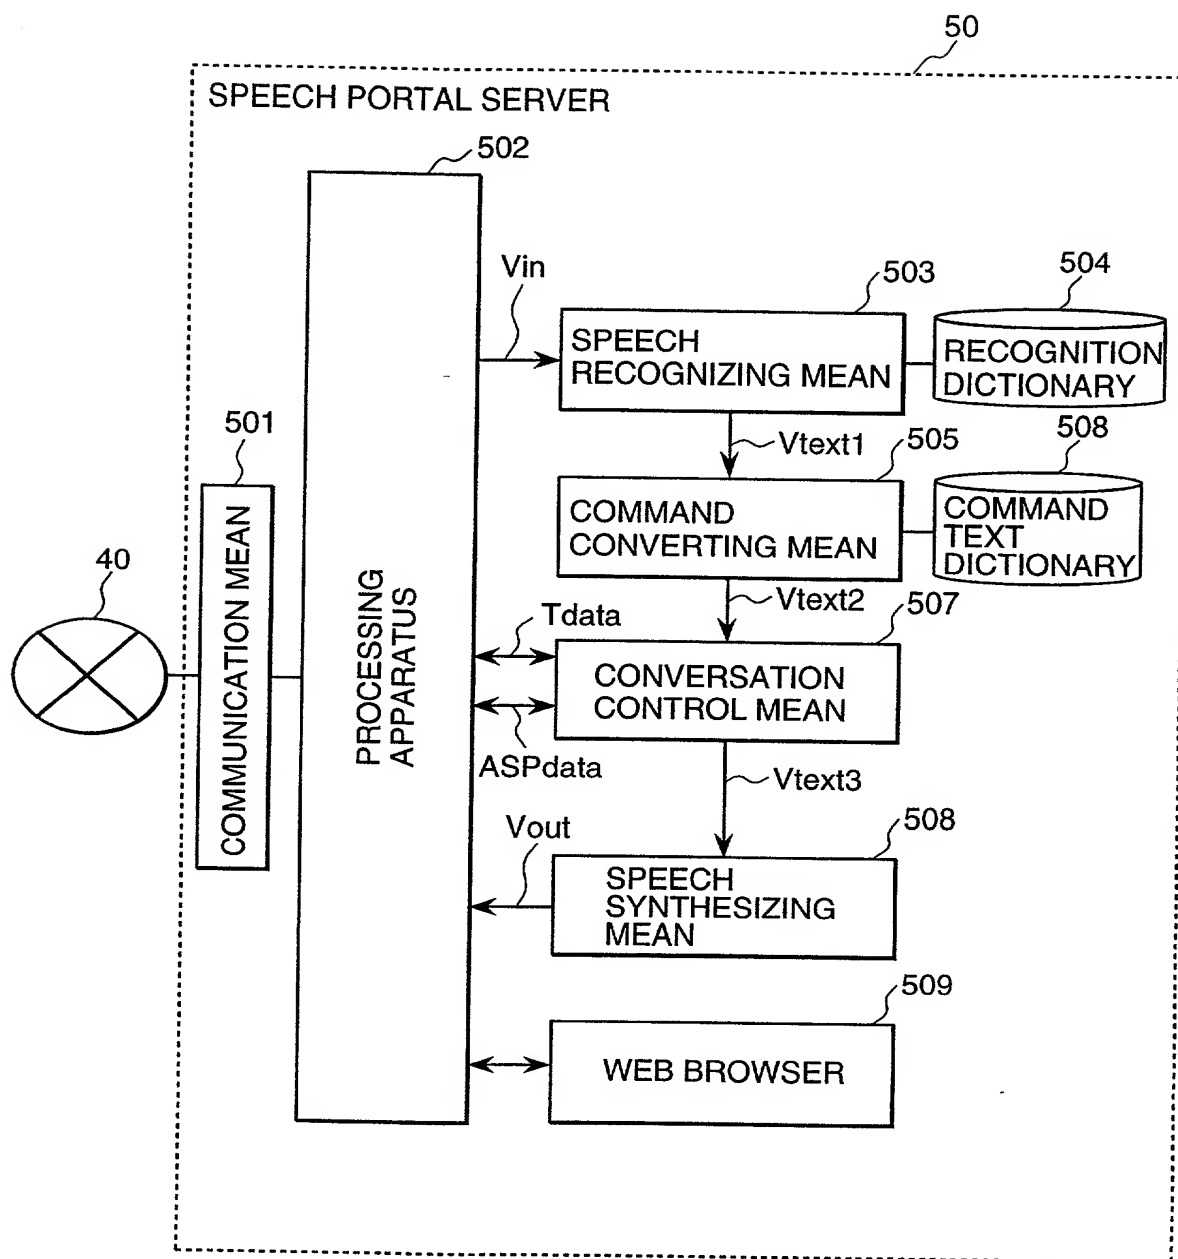 50
SPEECH PORTAL SERVER
502
Vin
503
504
SPEECH
RECOGNIZING MEAN
RECOGNITION
DICTIONARY
501
Vtext1
505
508
COMMUNICATION MEAN
COMMAND
CONVERTING MEAN
COMMAND
TEXT
DICTIONARY
40
PROCESSING
APPARATUS
Tdata
Vtext2
507
CONVERSATION
CONTROL MEAN
ASPdata
Vtext3
Vout
508
SPEECH
SYNTHESIZING
MEAN
509
WEB BROWSER